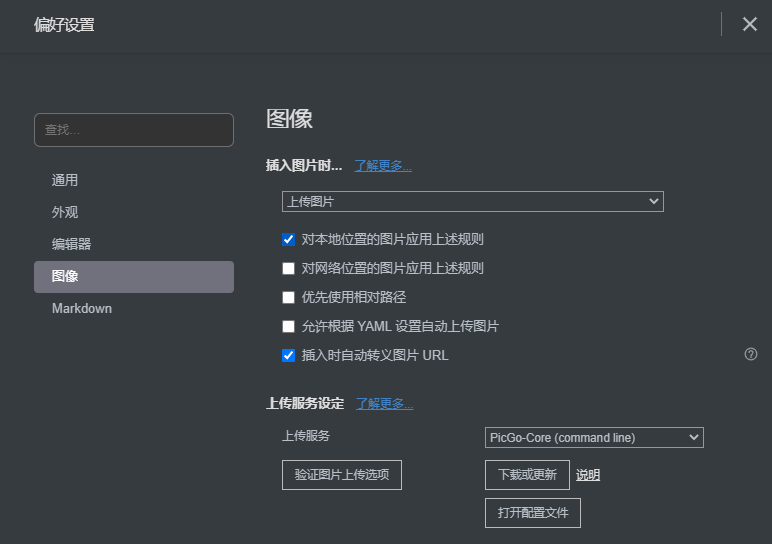 偏好设置
查找...
通用
外观
编辑器
图像
Markdown
图像
插入图片时... 了解更多...
上传图片
对本地位置的图片应用上述规则
对网络位置的图片应用上述规则
优先使用相对路径
允许根据 YAML 设置自动上传图片
插入时自动转义图片 URL
上传服务设定 了解更多...
上传服务 PicGo-Core (command line)
验证图片上传选项 下载或更新 说明
打开配置文件